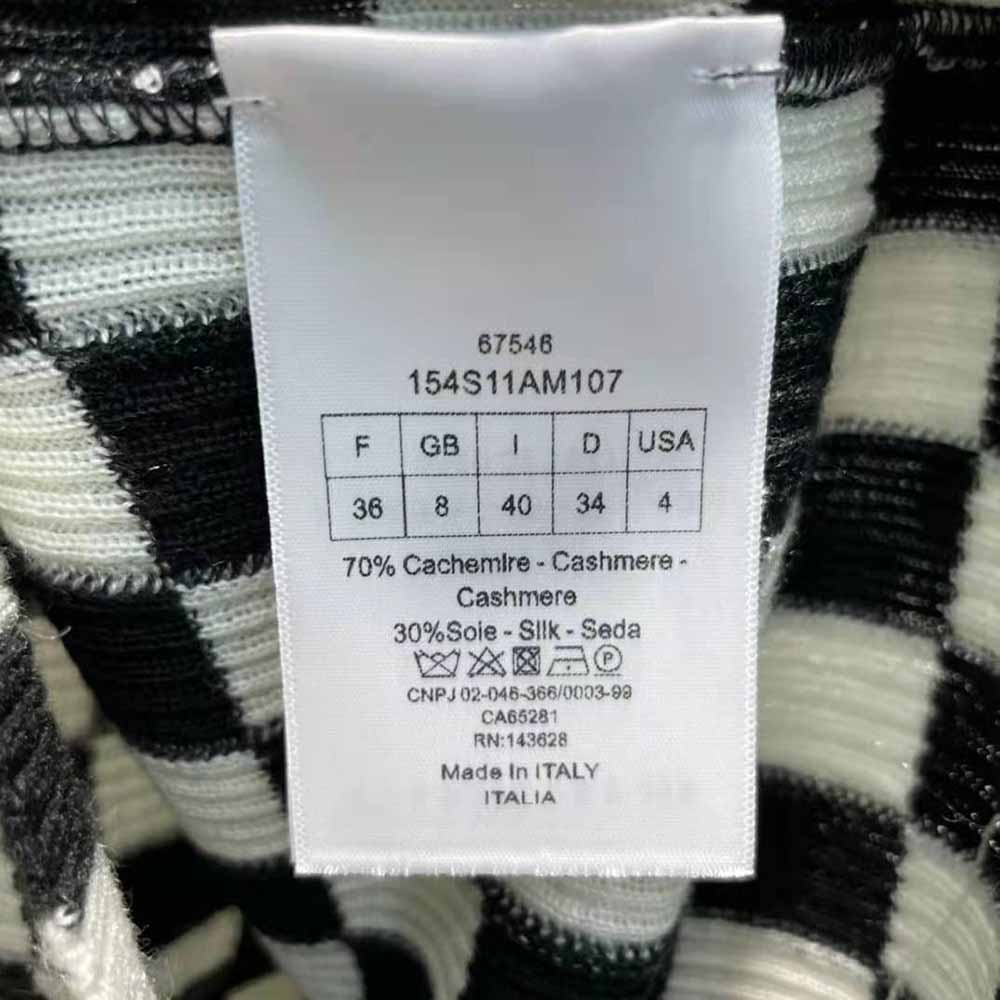 67546
154S11AM107
F GB I D USA
36 8 40 34 4
70% Cachemire - Cashmere -
Cashmere
30%Soie - Silk - Seda
P
CNPJ 02-046-366/0003-99
CA65281
RN:143628
Made In ITALY
ITALIA